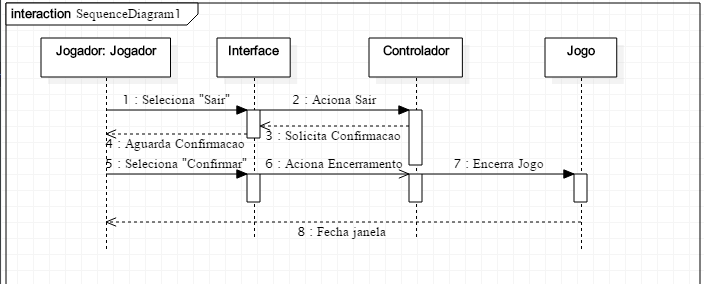 interaction SequenceDiagram1
Jogador: Jogador
Interface
Controlador
Jogo
1 : Seleciona "Sair"
2 : Aciona Sair
3 : Solicita Confirmacao
4 : Aguarda Confirmacao
5 : Seleciona "Confirmar"
6 : Aciona Encerramento
7 : Encerra Jogo
8 : Fecha janela